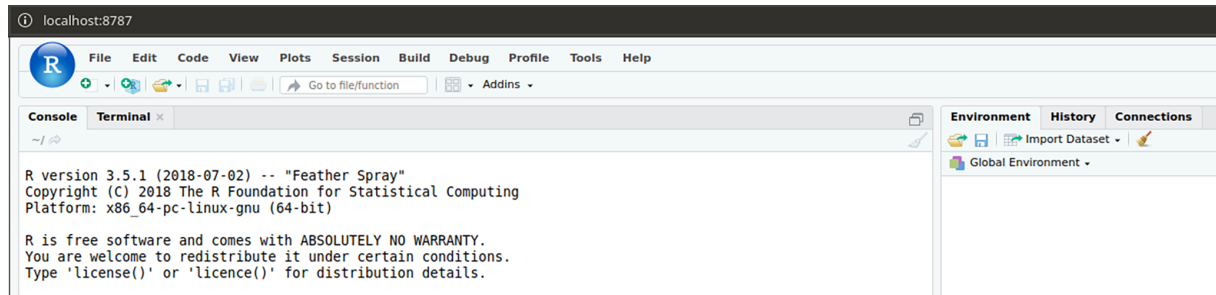 localhost:8787
R
File Edit Code View Plots Session Build Debug Profile Tools Help
Go to file/function Addins
Console Terminal
~/
R version 3.5.1 (2018-07-02) -- "Feather Spray"
Copyright (C) 2018 The R Foundation for Statistical Computing
Platform: x86_64-pc-linux-gnu (64-bit)
R is free software and comes with ABSOLUTELY NO WARRANTY.
You are welcome to redistribute it under certain conditions.
Type 'license()' or 'licence()' for distribution details.
Environment History Connections
Import Dataset
Global Environment